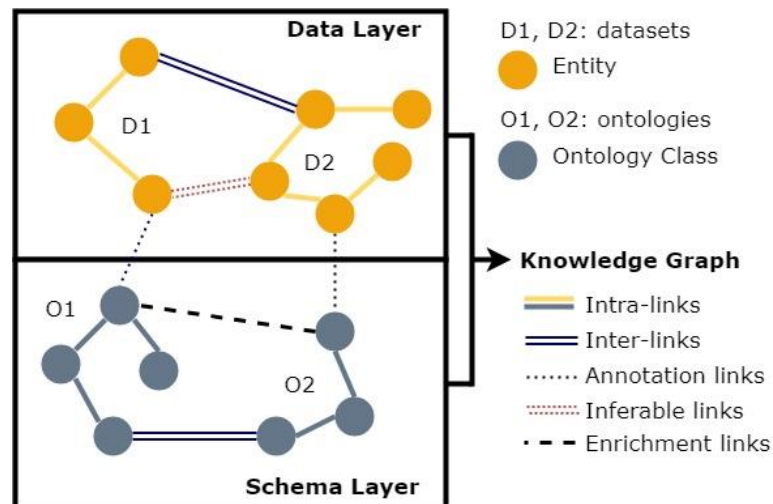 Data Layer
D1
D2
O1
O2
Schema Layer
D1, D2: datasets
Entity
O1, O2: ontologies
Ontology Class
Knowledge Graph
Intra-links
Inter-links
Annotation links
Inferable links
Enrichment links